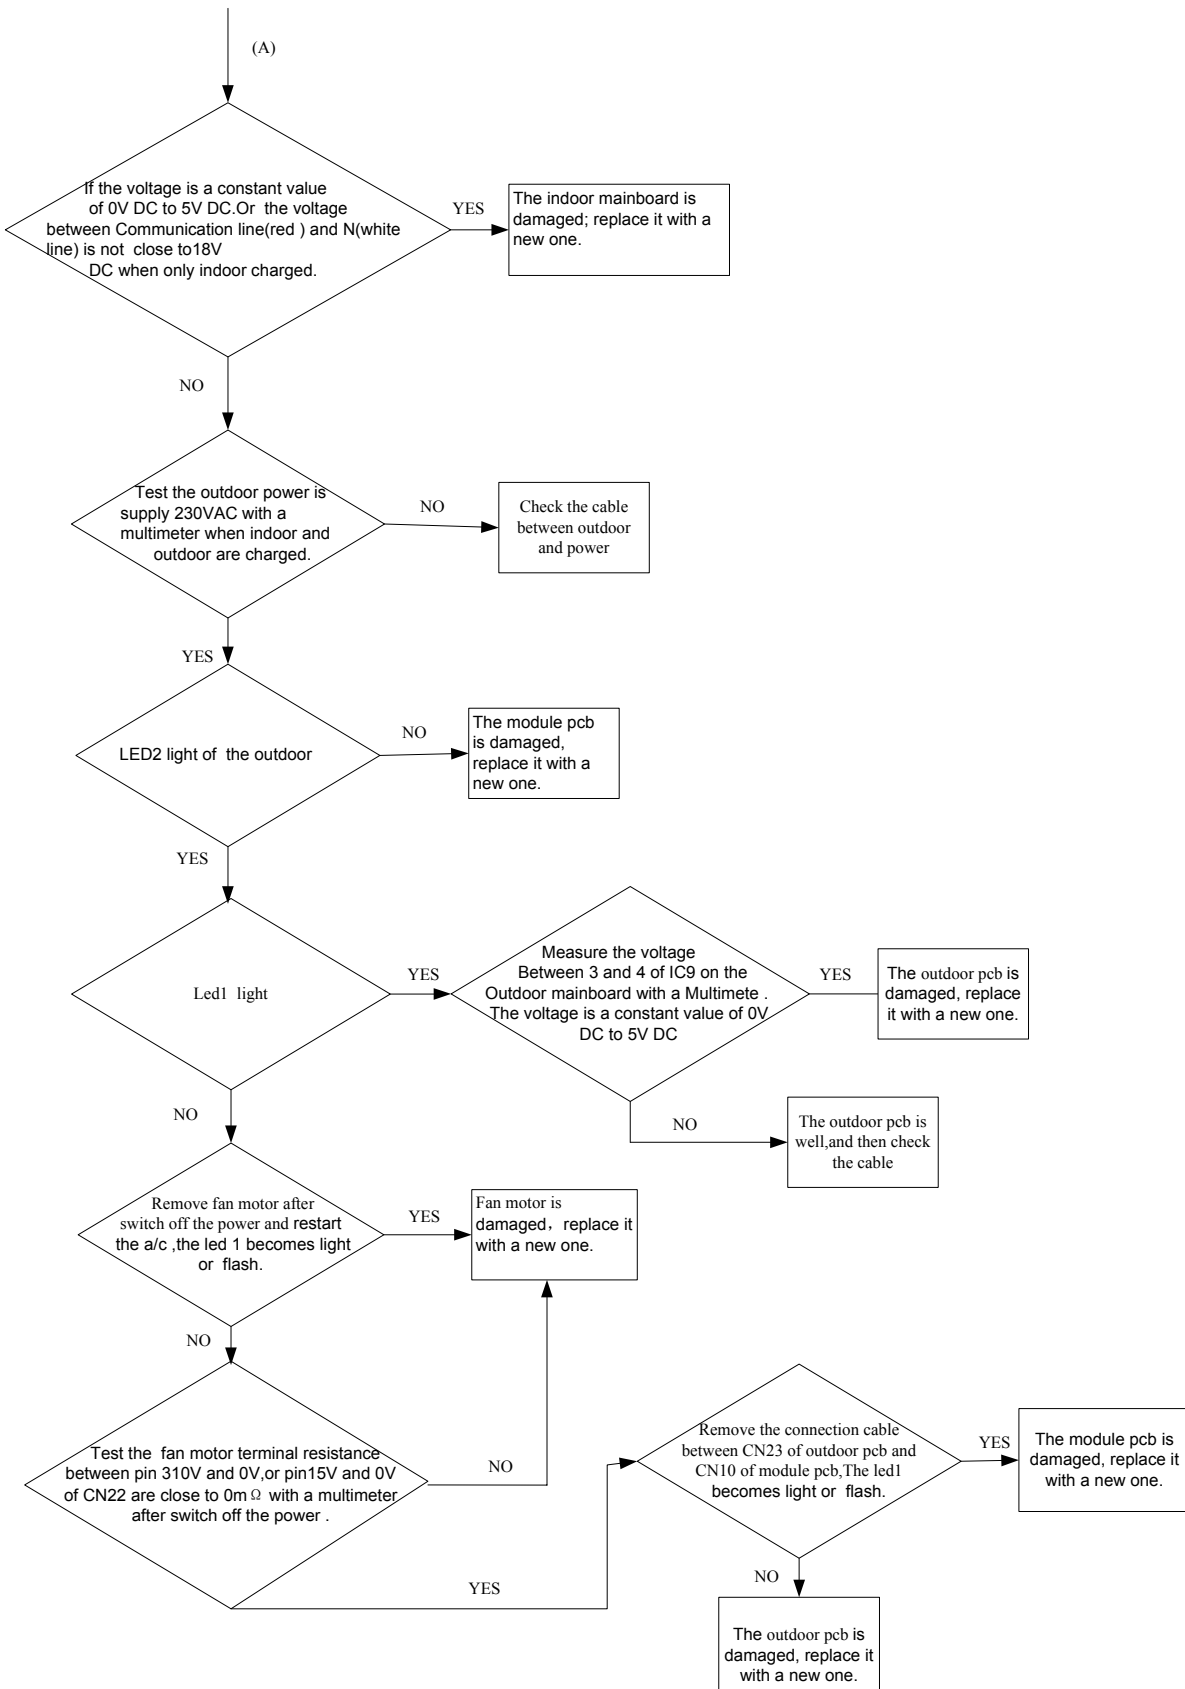 (A)
If the voltage is a constant value
of 0V DC to 5V DC.Or the voltage
between Communication line(red ) and N(white
line) is not close to18V
DC when only indoor charged.
YES
The indoor mainboard is
damaged; replace it with a
new one.
NO
Test the outdoor power is
supply 230VAC with a
multimeter when indoor and
outdoor are charged.
NO
Check the cable
between outdoor
and power
YES
LED2 light of the outdoor
NO
The module pcb
is damaged,
replace it with a
new one.
YES
Led1 light
YES
Measure the voltage
Between 3 and 4 of IC9 on the
Outdoor mainboard with a Multimete .
The voltage is a constant value of 0V
DC to 5V DC
YES
The outdoor pcb is
damaged, replace
it with a new one.
NO
The outdoor pcb is
well,and then check
the cable
NO
Remove fan motor after
switch off the power and restart
the a/c ,the led 1 becomes light
or flash.
YES
Fan motor is
damaged，replace it
with a new one.
NO
Test the fan motor terminal resistance
between pin 310V and 0V,or pin15V and 0V
of CN22 are close to 0mΩ with a multimeter
after switch off the power .
NO
YES
Remove the connection cable
between CN23 of outdoor pcb and
CN10 of module pcb,The led1
becomes light or flash.
YES
The module pcb is
damaged, replace it
with a new one.
NO
The outdoor pcb is
damaged, replace it
with a new one.